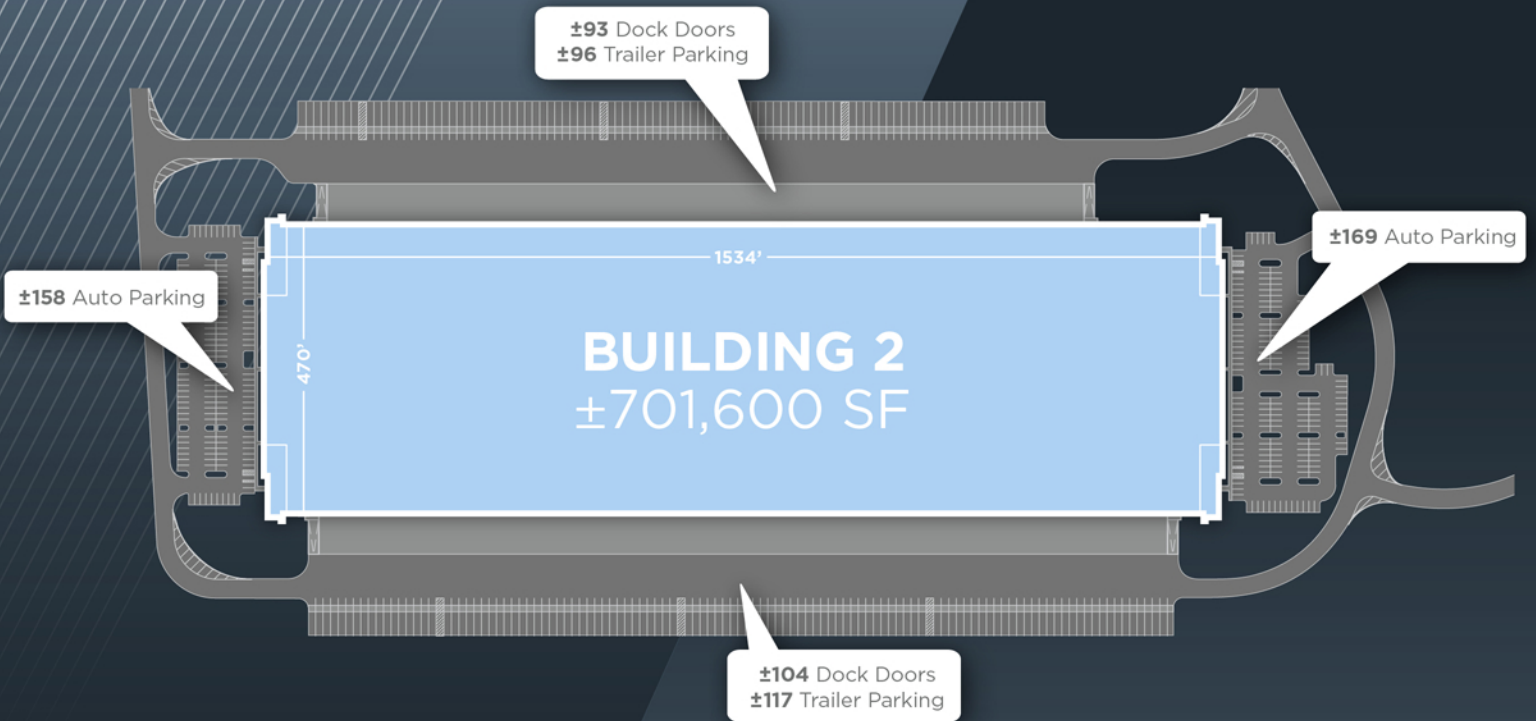 ±93 Dock Doors
±96 Trailer Parking
±169 Auto Parking
1534’
±158 Auto Parking
470’
BUILDING 2
±701,600 SF
±104 Dock Doors
±117 Trailer Parking